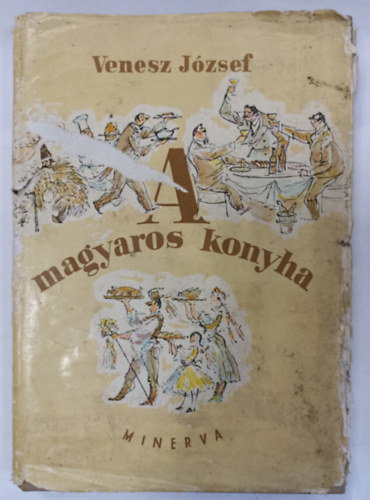 Venesz József
A
magyaros konyha
MINERVA